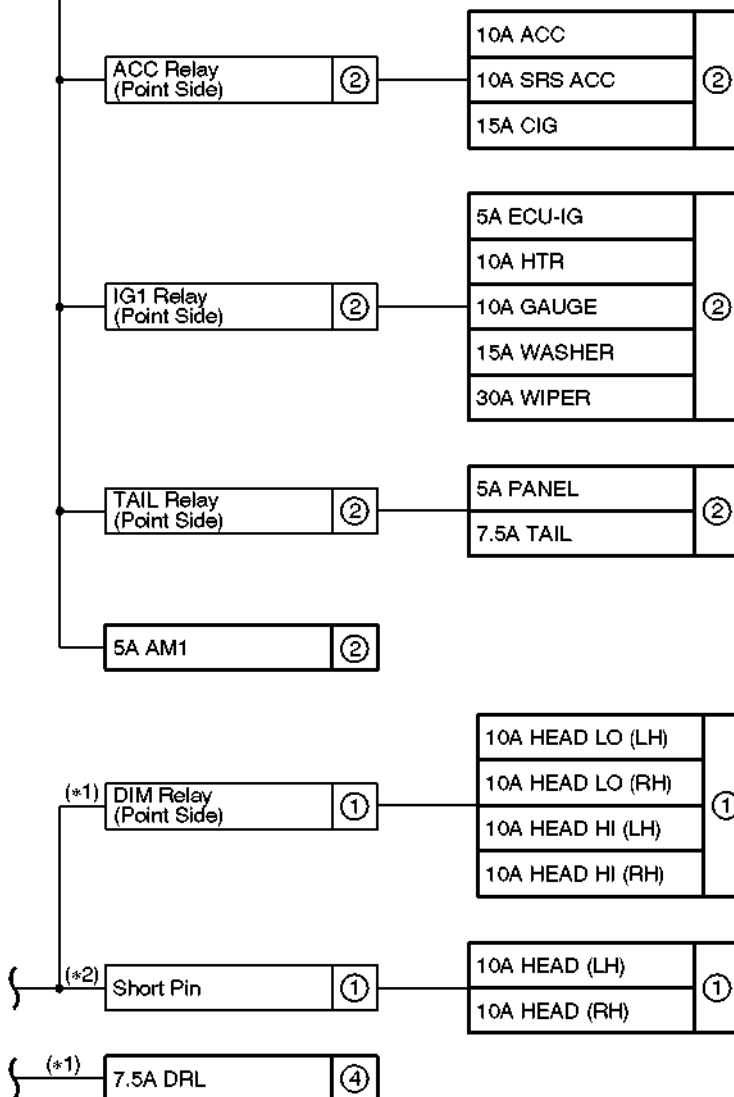 10A ACC
ACC Relay
(Point Side)
②
10A SRS ACC
②
15A CIG
5A ECU-IG
10A HTR
IG1 Relay
(Point Side)
②
10A GAUGE
②
15A WASHER
30A WIPER
5A PANEL
TAIL Relay
(Point Side)
②
②
7.5A TAIL
5A AM1
②
10A HEAD LO (LH)
(*1)
DIM Relay
(Point Side)
①
10A HEAD LO (RH)
①
10A HEAD HI (LH)
10A HEAD HI (RH)
(*2)
Short Pin
①
10A HEAD (LH)
①
10A HEAD (RH)
(*1)
7.5A DRL
④